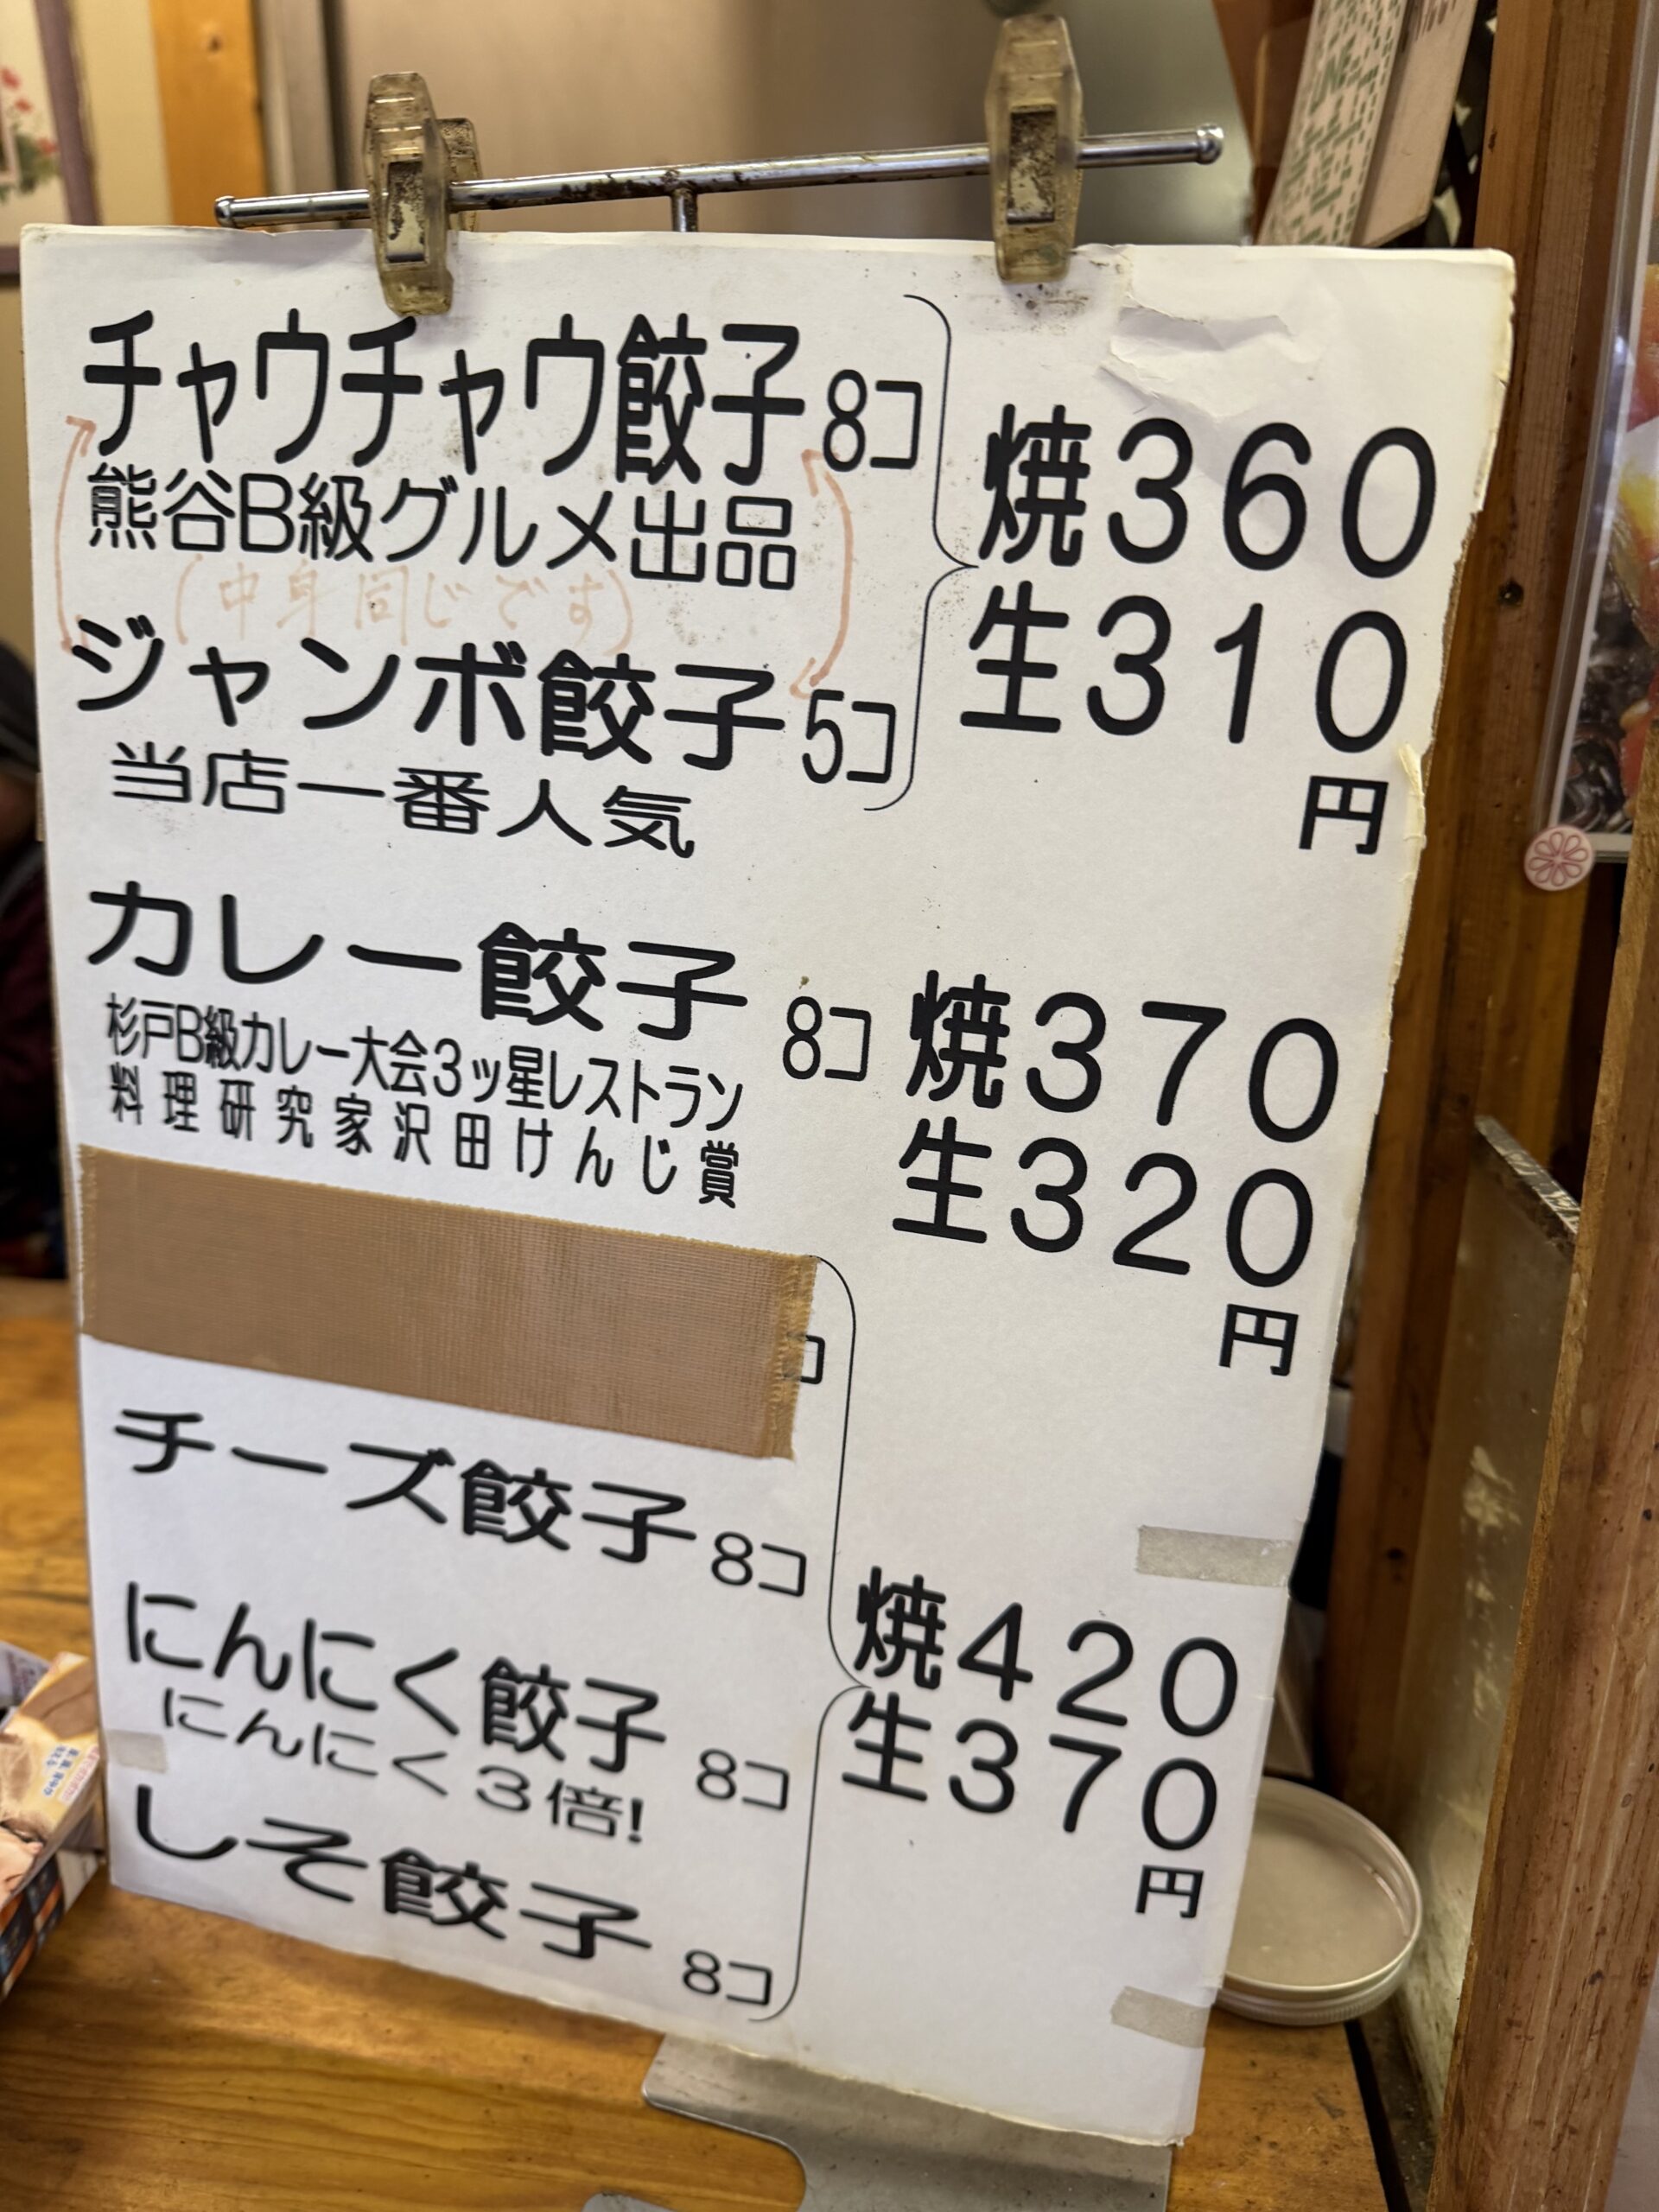 チャウチャウ餃子 8コ
熊谷B級グルメ出品
(中身同じです)
ジャンボ餃子 5コ
当店一番人気
焼360
生310
円
カレー餃子 8コ
杉戸B級カレー大会3ッ星レストラン
料理研究家沢田けんじ賞
焼370
生320
円
コ
チーズ餃子 8コ
にんにく餃子 8コ
にんにく3倍!
しそ餃子 8コ
焼420
生370
円